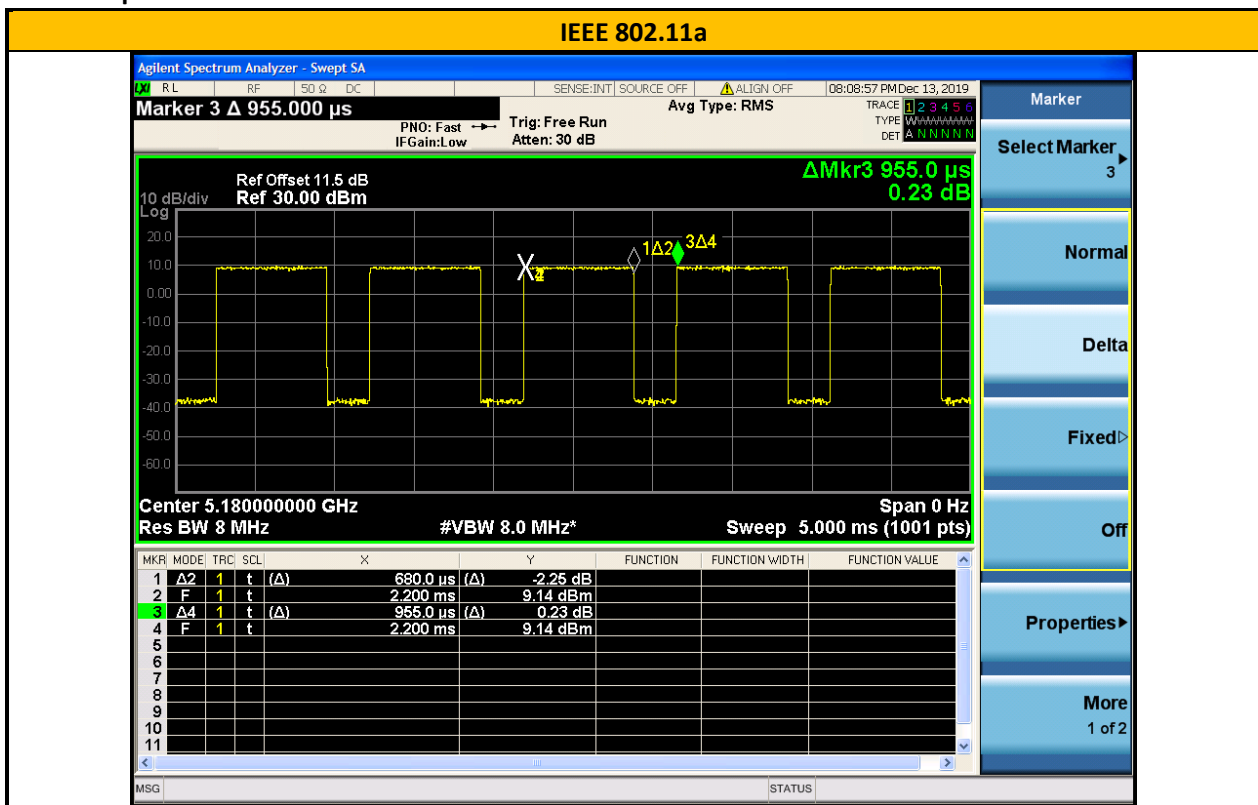 IEEE 802.11a
Agilent Spectrum Analyzer - Swept SA
LXI RL RF 50 Ω DC SENSE:INT SOURCE OFF ALIGN OFF 08:08:57 PM Dec 13, 2019
Marker 3 Δ 955.000 µs
PNO: Fast
IFGain:Low
Trig: Free Run
Atten: 30 dB
Avg Type: RMS
TRACE 1 2 3 4 5 6
TYPE
DET A N N N N N
ΔMkr3 955.0 µs
0.23 dB
Ref Offset 11.5 dB
10 dB/div Ref 30.00 dBm
Log
20.0
10.0
0.00
-10.0
-20.0
-30.0
-40.0
-50.0
-60.0
1Δ2
3Δ4
Center 5.180000000 GHz Span 0 Hz
Res BW 8 MHz #VBW 8.0 MHz* Sweep 5.000 ms (1001 pts)
MKR MODE TRC SCL X Y FUNCTION FUNCTION WIDTH FUNCTION VALUE
1 Δ2 1 t (Δ) 680.0 µs (Δ) -2.25 dB
2 F 1 t 2.200 ms 9.14 dBm
3 Δ4 1 t (Δ) 955.0 µs (Δ) 0.23 dB
4 F 1 t 2.200 ms 9.14 dBm
5
6
7
8
9
10
11
MSG STATUS
Marker
Select Marker
3
Normal
Delta
Fixed
Off
Properties
More
1 of 2